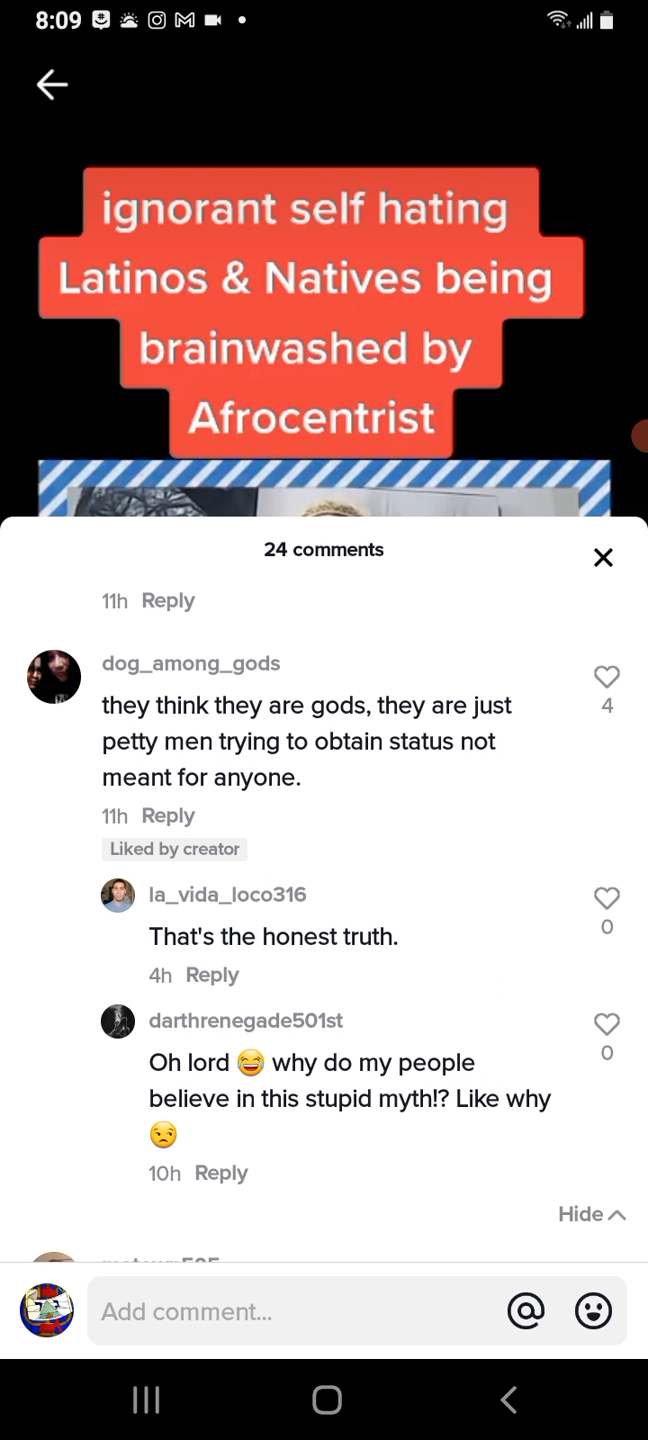 8:09
ignorant self hating
Latinos & Natives being
brainwashed by
Afrocentrist
24 comments
11h Reply
dog_among_gods
they think they are gods, they are just
petty men trying to obtain status not
meant for anyone.
4
11h Reply
Liked by creator
la_vida_loco316
That's the honest truth.
0
4h Reply
darthrenegade501st
Oh lord 😂 why do my people
believe in this stupid myth!? Like why
😒
0
10h Reply
Hide
Add comment...